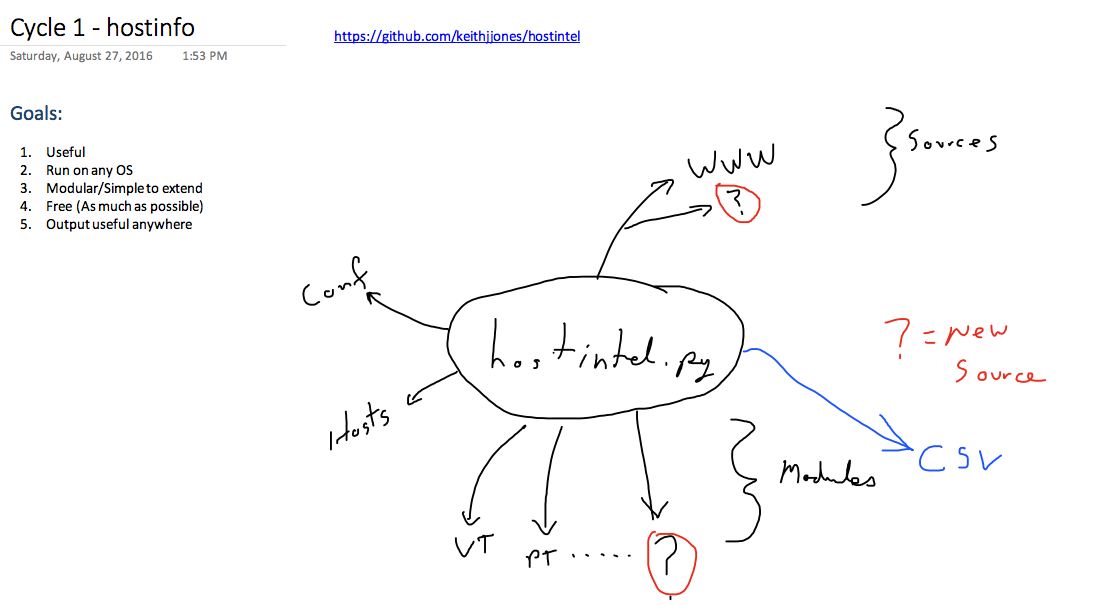 Cycle 1 - hostinfo
https://github.com/keithjjones/hostintel
Saturday, August 27, 2016 1:53 PM
Goals:
1. Useful
2. Run on any OS
3. Modular/Simple to extend
4. Free (As much as possible)
5. Output useful anywhere
Sources
WWW
?
Conf
hostintel.py
? = New
Source
Hosts
CSV
Modules
VT
PT ..... ?